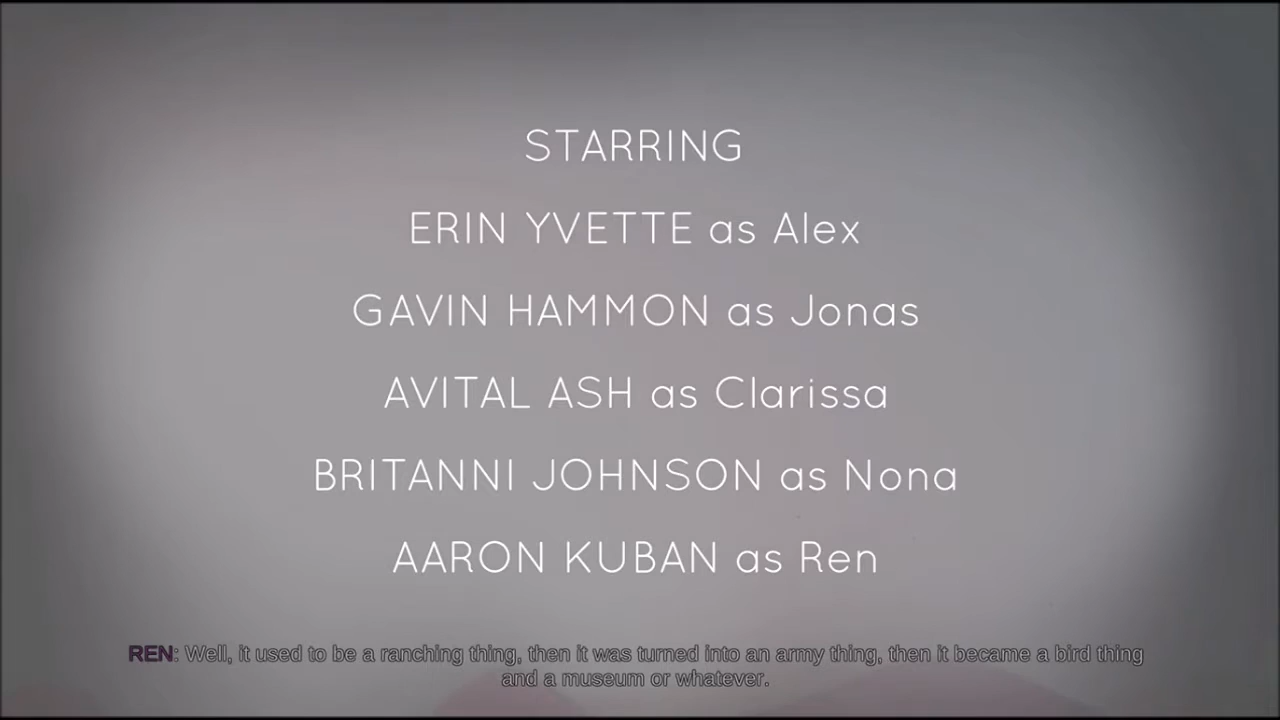 STARRING
ERIN YVETTE as Alex
GAVIN HAMMON as Jonas
AVITAL ASH as Clarissa
BRITANNI JOHNSON as Nona
AARON KUBAN as Ren
REN: Well, it used to be a ranching thing, then it was turned into an army thing, then it became a bird thing
and a museum or whatever.